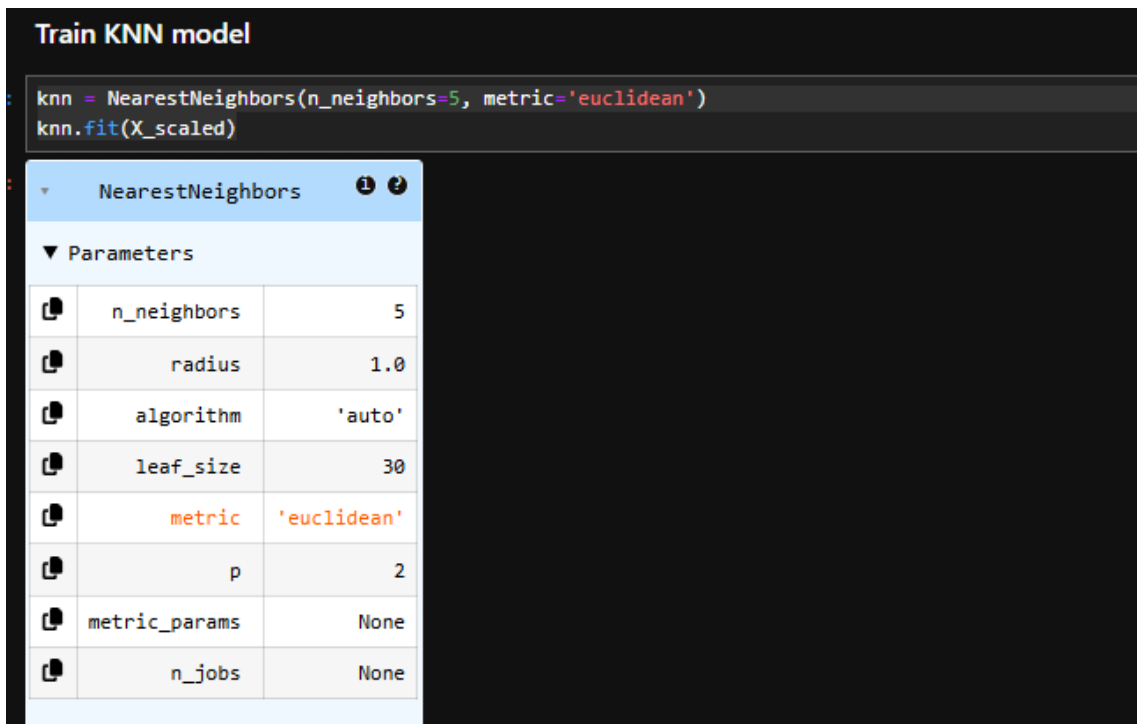 Train KNN model
knn = NearestNeighbors(n_neighbors=5, metric='euclidean')
knn.fit(X_scaled)
NearestNeighbors i ?
Parameters
n_neighbors 5
radius 1.0
algorithm 'auto'
leaf_size 30
metric 'euclidean'
p 2
metric_params None
n_jobs None